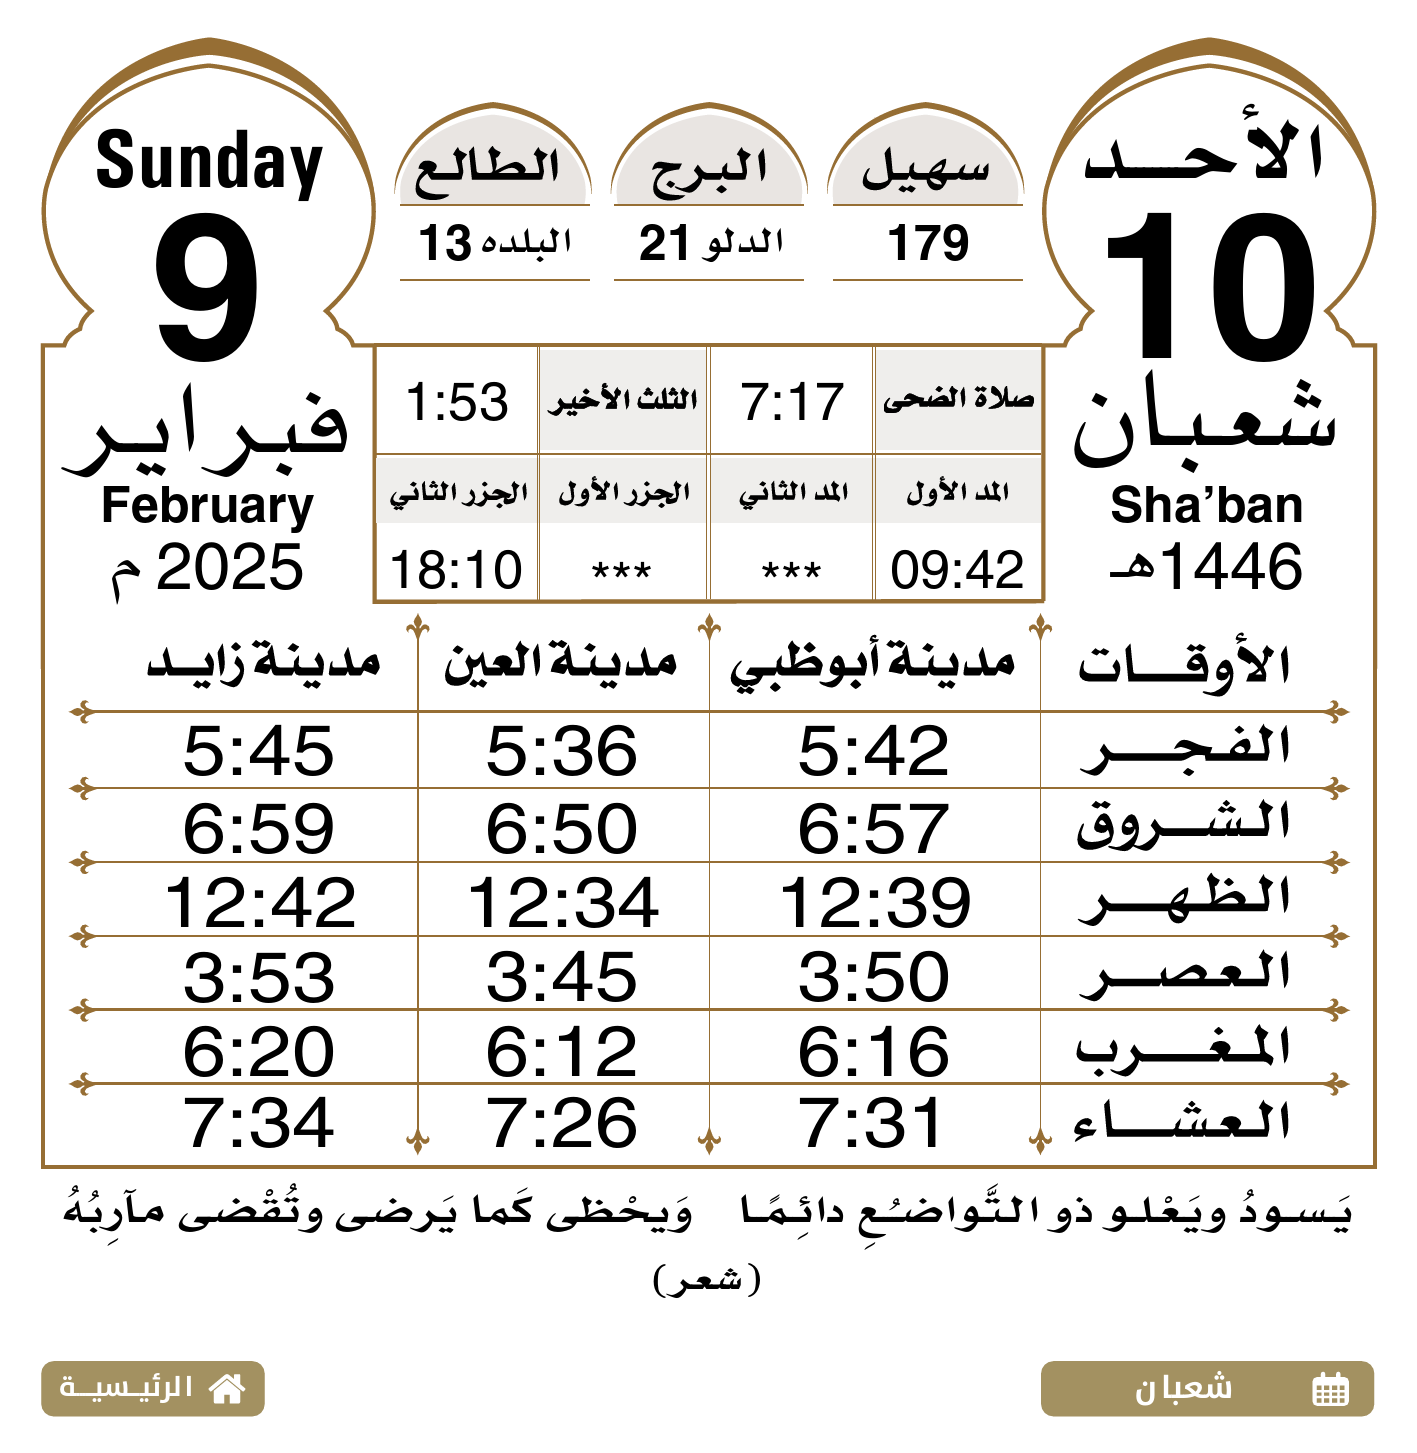 الأحد
10
شعبان
Sha’ban
1446هـ
سهيل
179
البرج
الدلو 21
الطالع
البلده 13
Sunday
9
فبراير
February
2025 م
صلاة الضحى 7:17 الثلث الأخير 1:53
المد الأول المد الثاني الجزر الأول الجزر الثاني
09:42 *** *** 18:10
الأوقات مدينة أبوظبي مدينة العين مدينة زايد
الفجر 5:42 5:36 5:45
الشروق 6:57 6:50 6:59
الظهر 12:39 12:34 12:42
العصر 3:50 3:45 3:53
المغرب 6:16 6:12 6:20
العشاء 7:31 7:26 7:34
يَسودُ ويَعْلو ذو التَّواضُعِ دائِمًا وَيحْظى كَما يَرضى وتُقْضى مآرِبُهُ
(شعر)
شعبان
الرئيسية